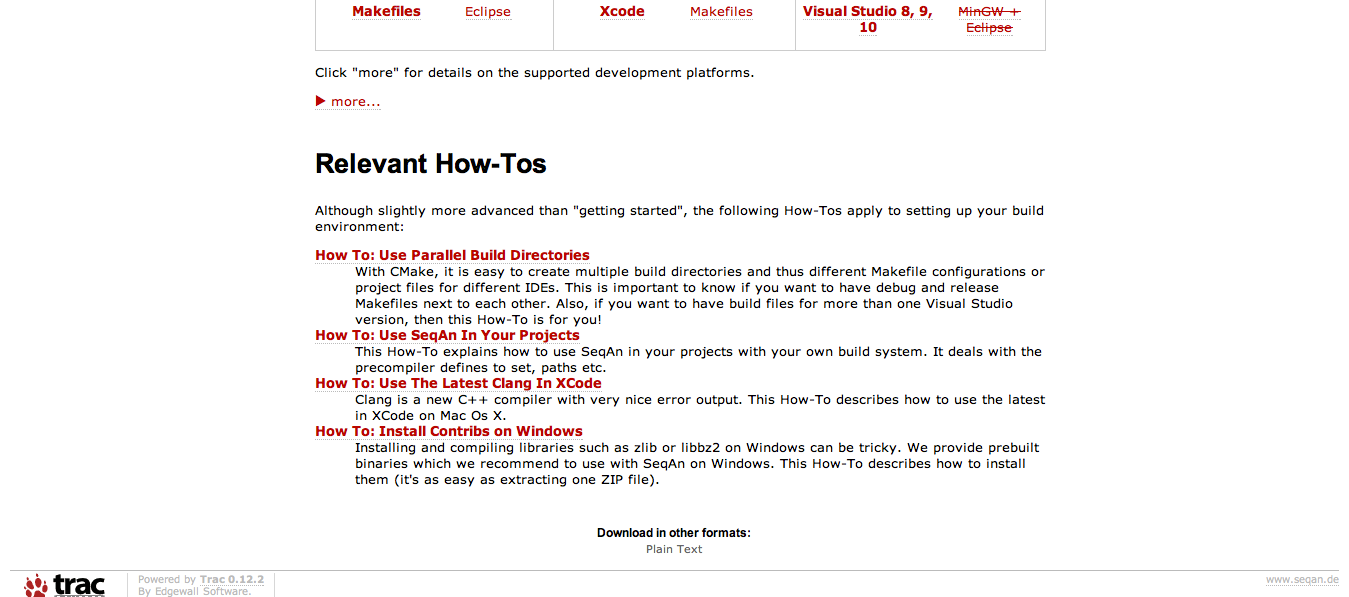 Makefiles Eclipse Xcode Makefiles Visual Studio 8, 9, MinGW +
10 Eclipse
Click "more" for details on the supported development platforms.
more...
Relevant How-Tos
Although slightly more advanced than "getting started", the following How-Tos apply to setting up your build
environment:
How To: Use Parallel Build Directories
With CMake, it is easy to create multiple build directories and thus different Makefile configurations or
project files for different IDEs. This is important to know if you want to have debug and release
Makefiles next to each other. Also, if you want to have build files for more than one Visual Studio
version, then this How-To is for you!
How To: Use SeqAn In Your Projects
This How-To explains how to use SeqAn in your projects with your own build system. It deals with the
precompiler defines to set, paths etc.
How To: Use The Latest Clang In XCode
Clang is a new C++ compiler with very nice error output. This How-To describes how to use the latest
in XCode on Mac Os X.
How To: Install Contribs on Windows
Installing and compiling libraries such as zlib or libbz2 on Windows can be tricky. We provide prebuilt
binaries which we recommend to use with SeqAn on Windows. This How-To describes how to install
them (it's as easy as extracting one ZIP file).
Download in other formats:
Plain Text
trac Powered by Trac 0.12.2 www.seqan.de
By Edgewall Software.